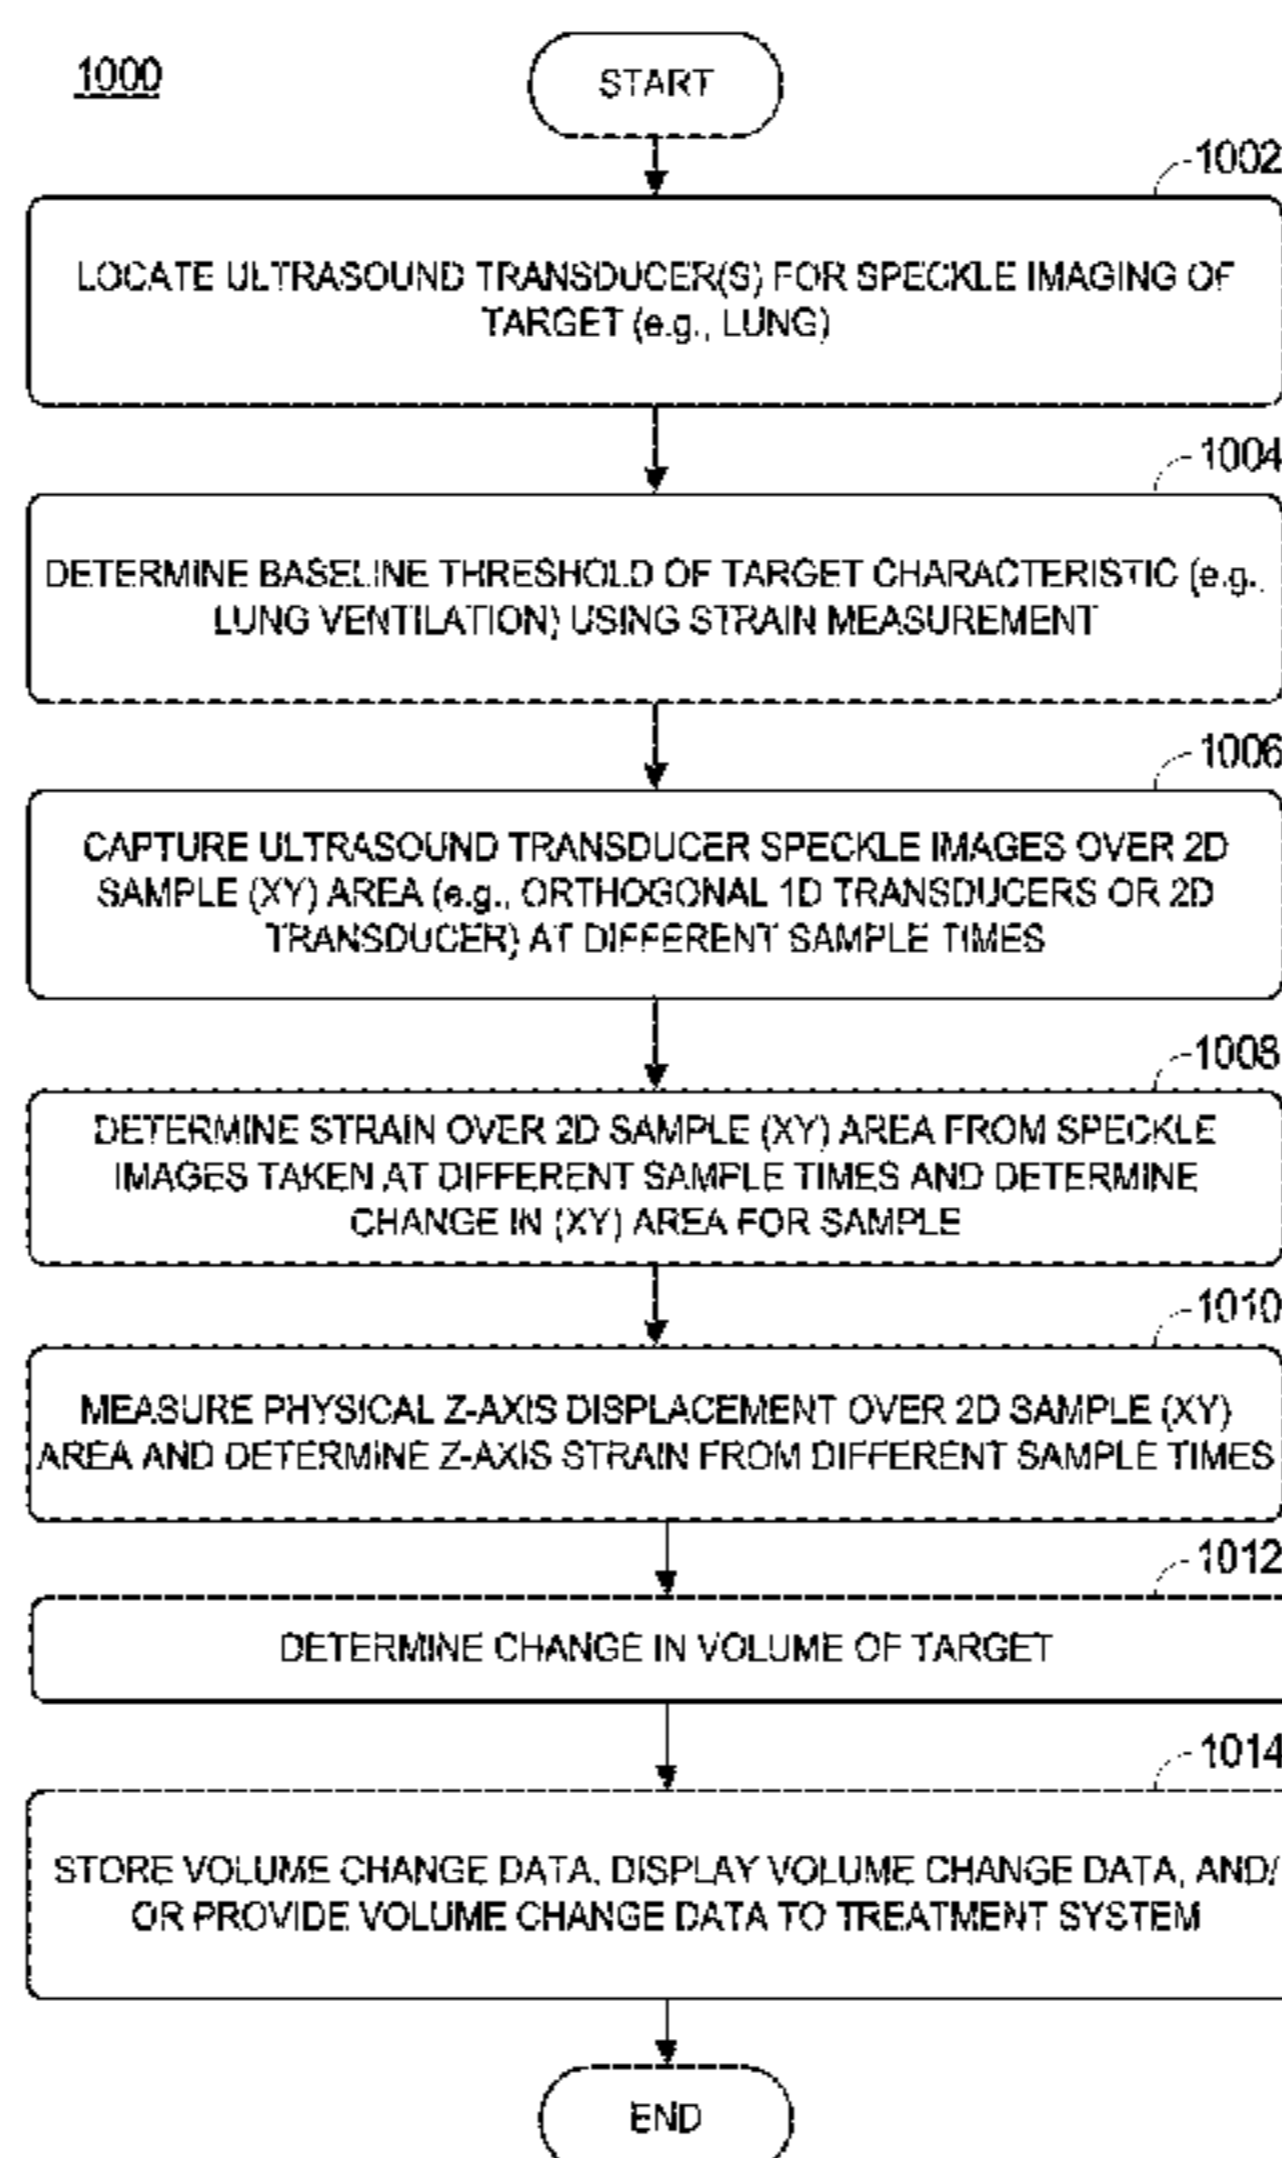 1000
START
1002
LOCATE ULTRASOUND TRANSDUCER(S) FOR SPECKLE IMAGING OF
TARGET (e.g., LUNG)
1004
DETERMINE BASELINE THRESHOLD OF TARGET CHARACTERISTIC (e.g.,
LUNG VENTILATION) USING STRAIN MEASUREMENT
1006
CAPTURE ULTRASOUND TRANSDUCER SPECKLE IMAGES OVER 2D
SAMPLE (XY) AREA (e.g., ORTHOGONAL 1D TRANSDUCERS OR 2D
TRANSDUCER) AT DIFFERENT SAMPLE TIMES
1008
DETERMINE STRAIN OVER 2D SAMPLE (XY) AREA FROM SPECKLE
IMAGES TAKEN AT DIFFERENT SAMPLE TIMES AND DETERMINE
CHANGE IN (XY) AREA FOR SAMPLE
1010
MEASURE PHYSICAL Z-AXIS DISPLACEMENT OVER 2D SAMPLE (XY)
AREA AND DETERMINE Z-AXIS STRAIN FROM DIFFERENT SAMPLE TIMES
1012
DETERMINE CHANGE IN VOLUME OF TARGET
1014
STORE VOLUME CHANGE DATA, DISPLAY VOLUME CHANGE DATA, AND/
OR PROVIDE VOLUME CHANGE DATA TO TREATMENT SYSTEM
END